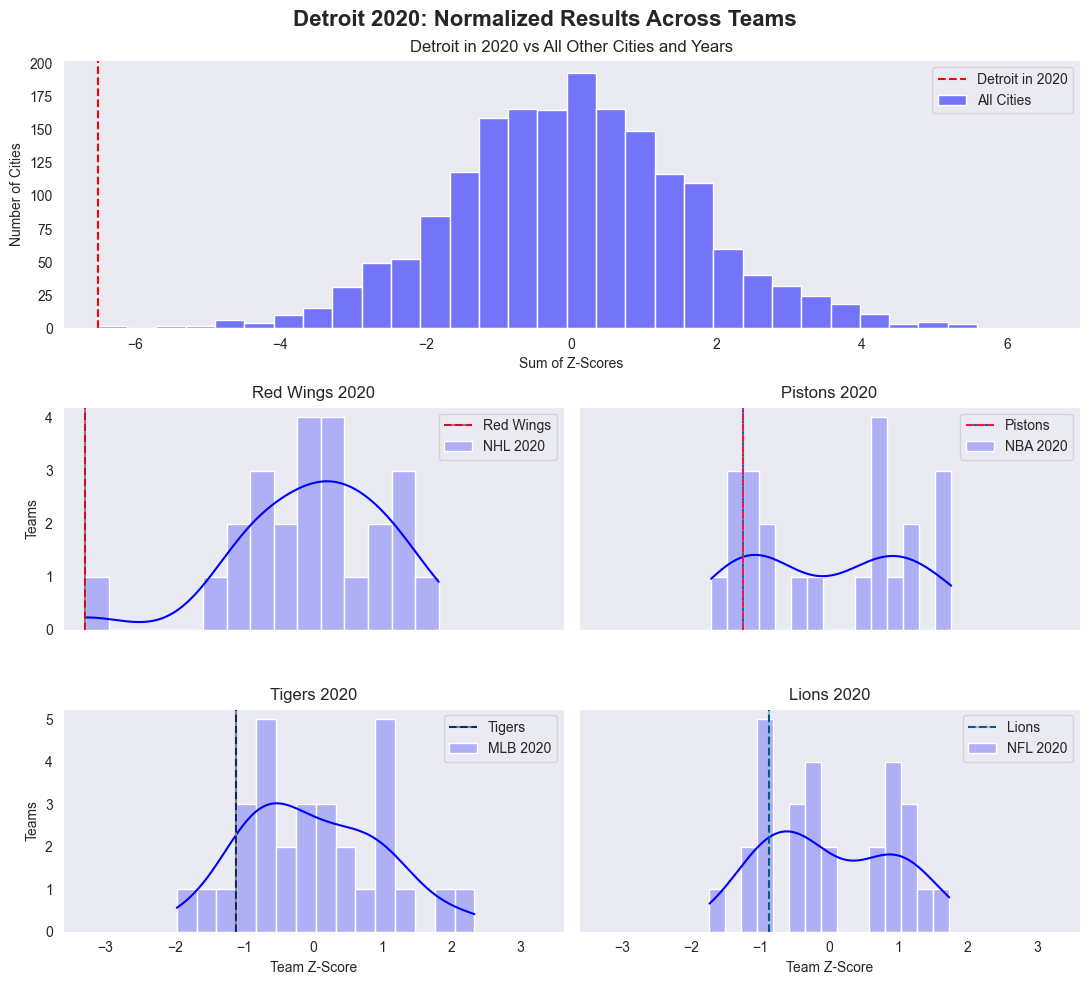 Detroit 2020: Normalized Results Across Teams
Detroit in 2020 vs All Other Cities and Years
200
175
150
125
100
75
50
25
0
Number of Cities
Detroit in 2020
All Cities
−6
−4
−2
0
2
4
6
Sum of Z-Scores
Red Wings 2020
4
3
2
1
0
Teams
Red Wings
NHL 2020
Pistons 2020
Pistons
NBA 2020
Tigers 2020
5
4
3
2
1
0
Teams
Tigers
MLB 2020
−3
−2
−1
0
1
2
3
Team Z-Score
Lions 2020
Lions
NFL 2020
−3
−2
−1
0
1
2
3
Team Z-Score